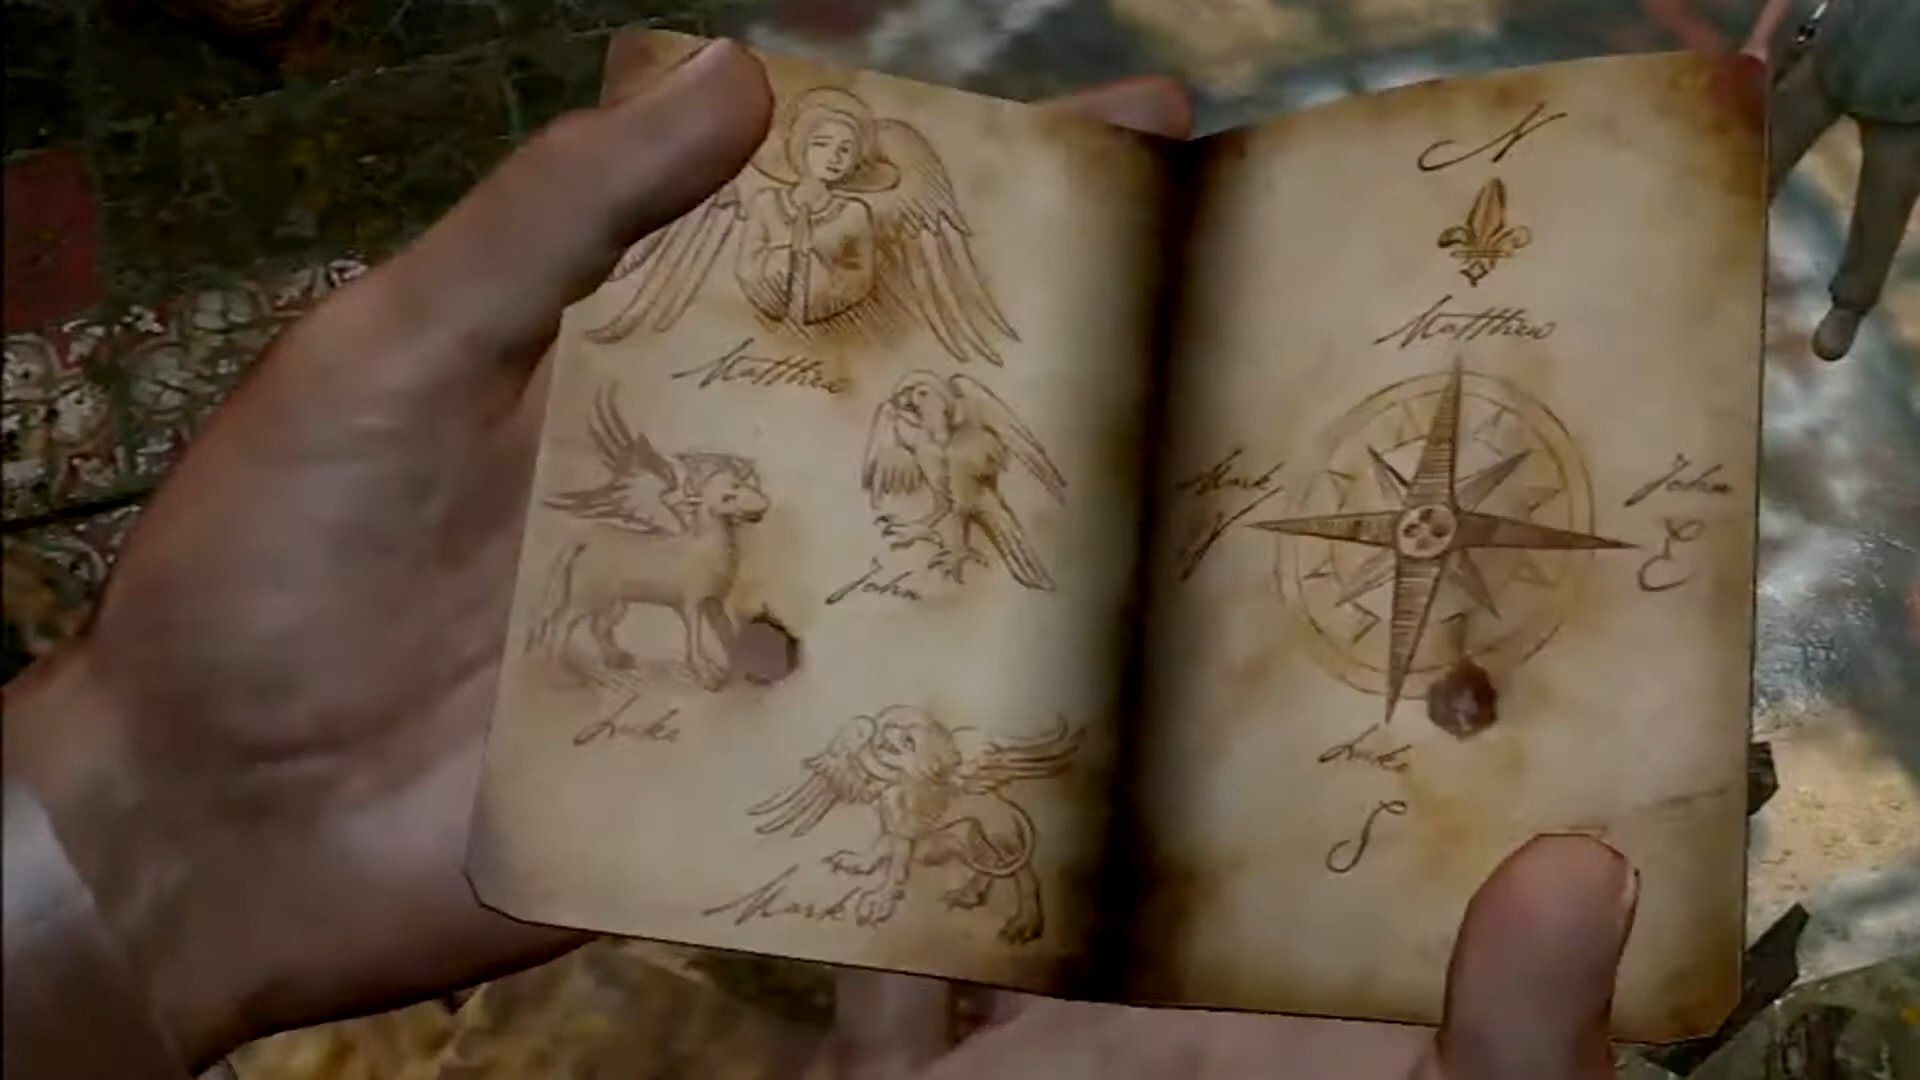 Matthew
John
Luke
Mark
N
Matthew
Mark
John
W
E
Luke
S